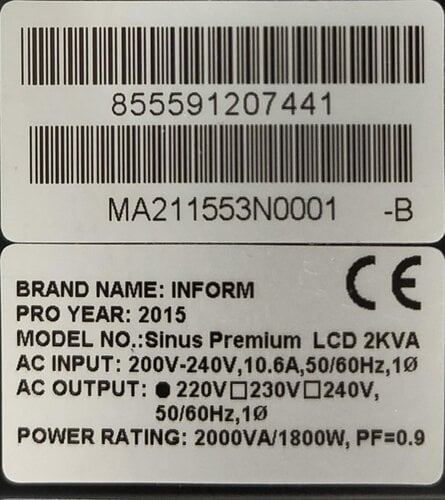 855591207441
MA211553N0001 -B
CE
BRAND NAME: INFORM
PRO YEAR: 2015
MODEL NO.:Sinus Premium LCD 2KVA
AC INPUT: 200V-240V,10.6A,50/60Hz,1Ø
AC OUTPUT: ●220V□230V□240V,
50/60Hz,1Ø
POWER RATING: 2000VA/1800W, PF=0.9